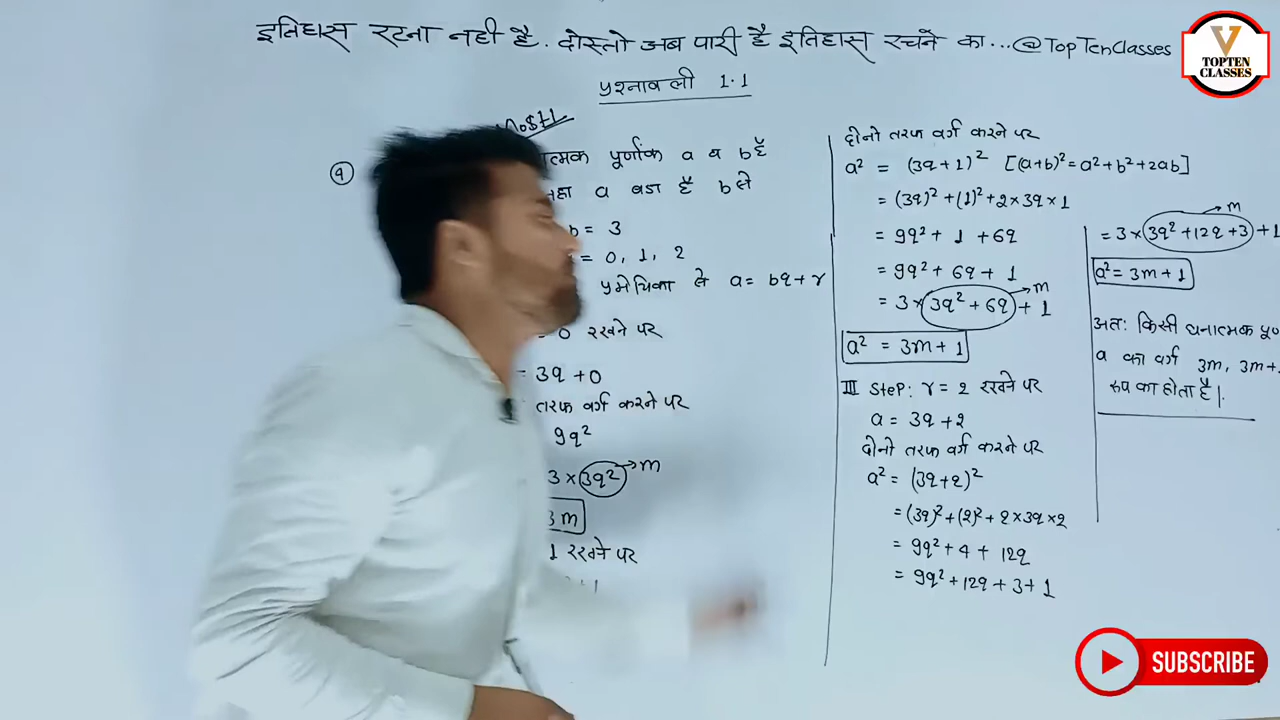 इतिहास रटना नही है. दोस्तो अब पारी है इतिहास रचने का...@TopTenClasses
V
TOPTEN
CLASSES
प्रश्नावली 1.1
पूर्णांक a व b हैं
a बडा है b से
b = 3
= 0, 1, 2
प्रमेयिका से a = bq + r
0 रखने पर
= 3q + 0
तरफ वर्ग करने पर
9q²
3 × 3q² → m
3m
1 रखने पर
दोनो तरफ वर्ग करने पर
a² = (3q+1)² [(a+b)² = a²+b²+2ab]
= (3q)² + (1)² + 2×3q×1
= 9q² + 1 + 6q
= 9q² + 6q + 1
= 3 × 3q² + 6q + 1 → m
a² = 3m + 1
III Step: r = 2 रखने पर
a = 3q + 2
दोनो तरफ वर्ग करने पर
a² = (3q+2)²
= (3q)² + (2)² + 2×3q×2
= 9q² + 4 + 12q
= 9q² + 12q + 3 + 1
= 3 × 3q² + 12q + 3 + 1 → m
a² = 3m + 1
अतः किसी धनात्मक
a का वर्ग 3m, 3m+
रुप का होता है|
SUBSCRIBE